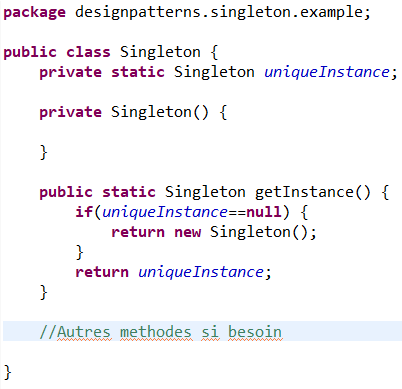 package designpatterns.singleton.example;
public class Singleton {
private static Singleton uniqueInstance;
private Singleton() {
}
public static Singleton getInstance() {
if(uniqueInstance==null) {
return new Singleton();
}
return uniqueInstance;
}
//Autres methodes si besoin
}